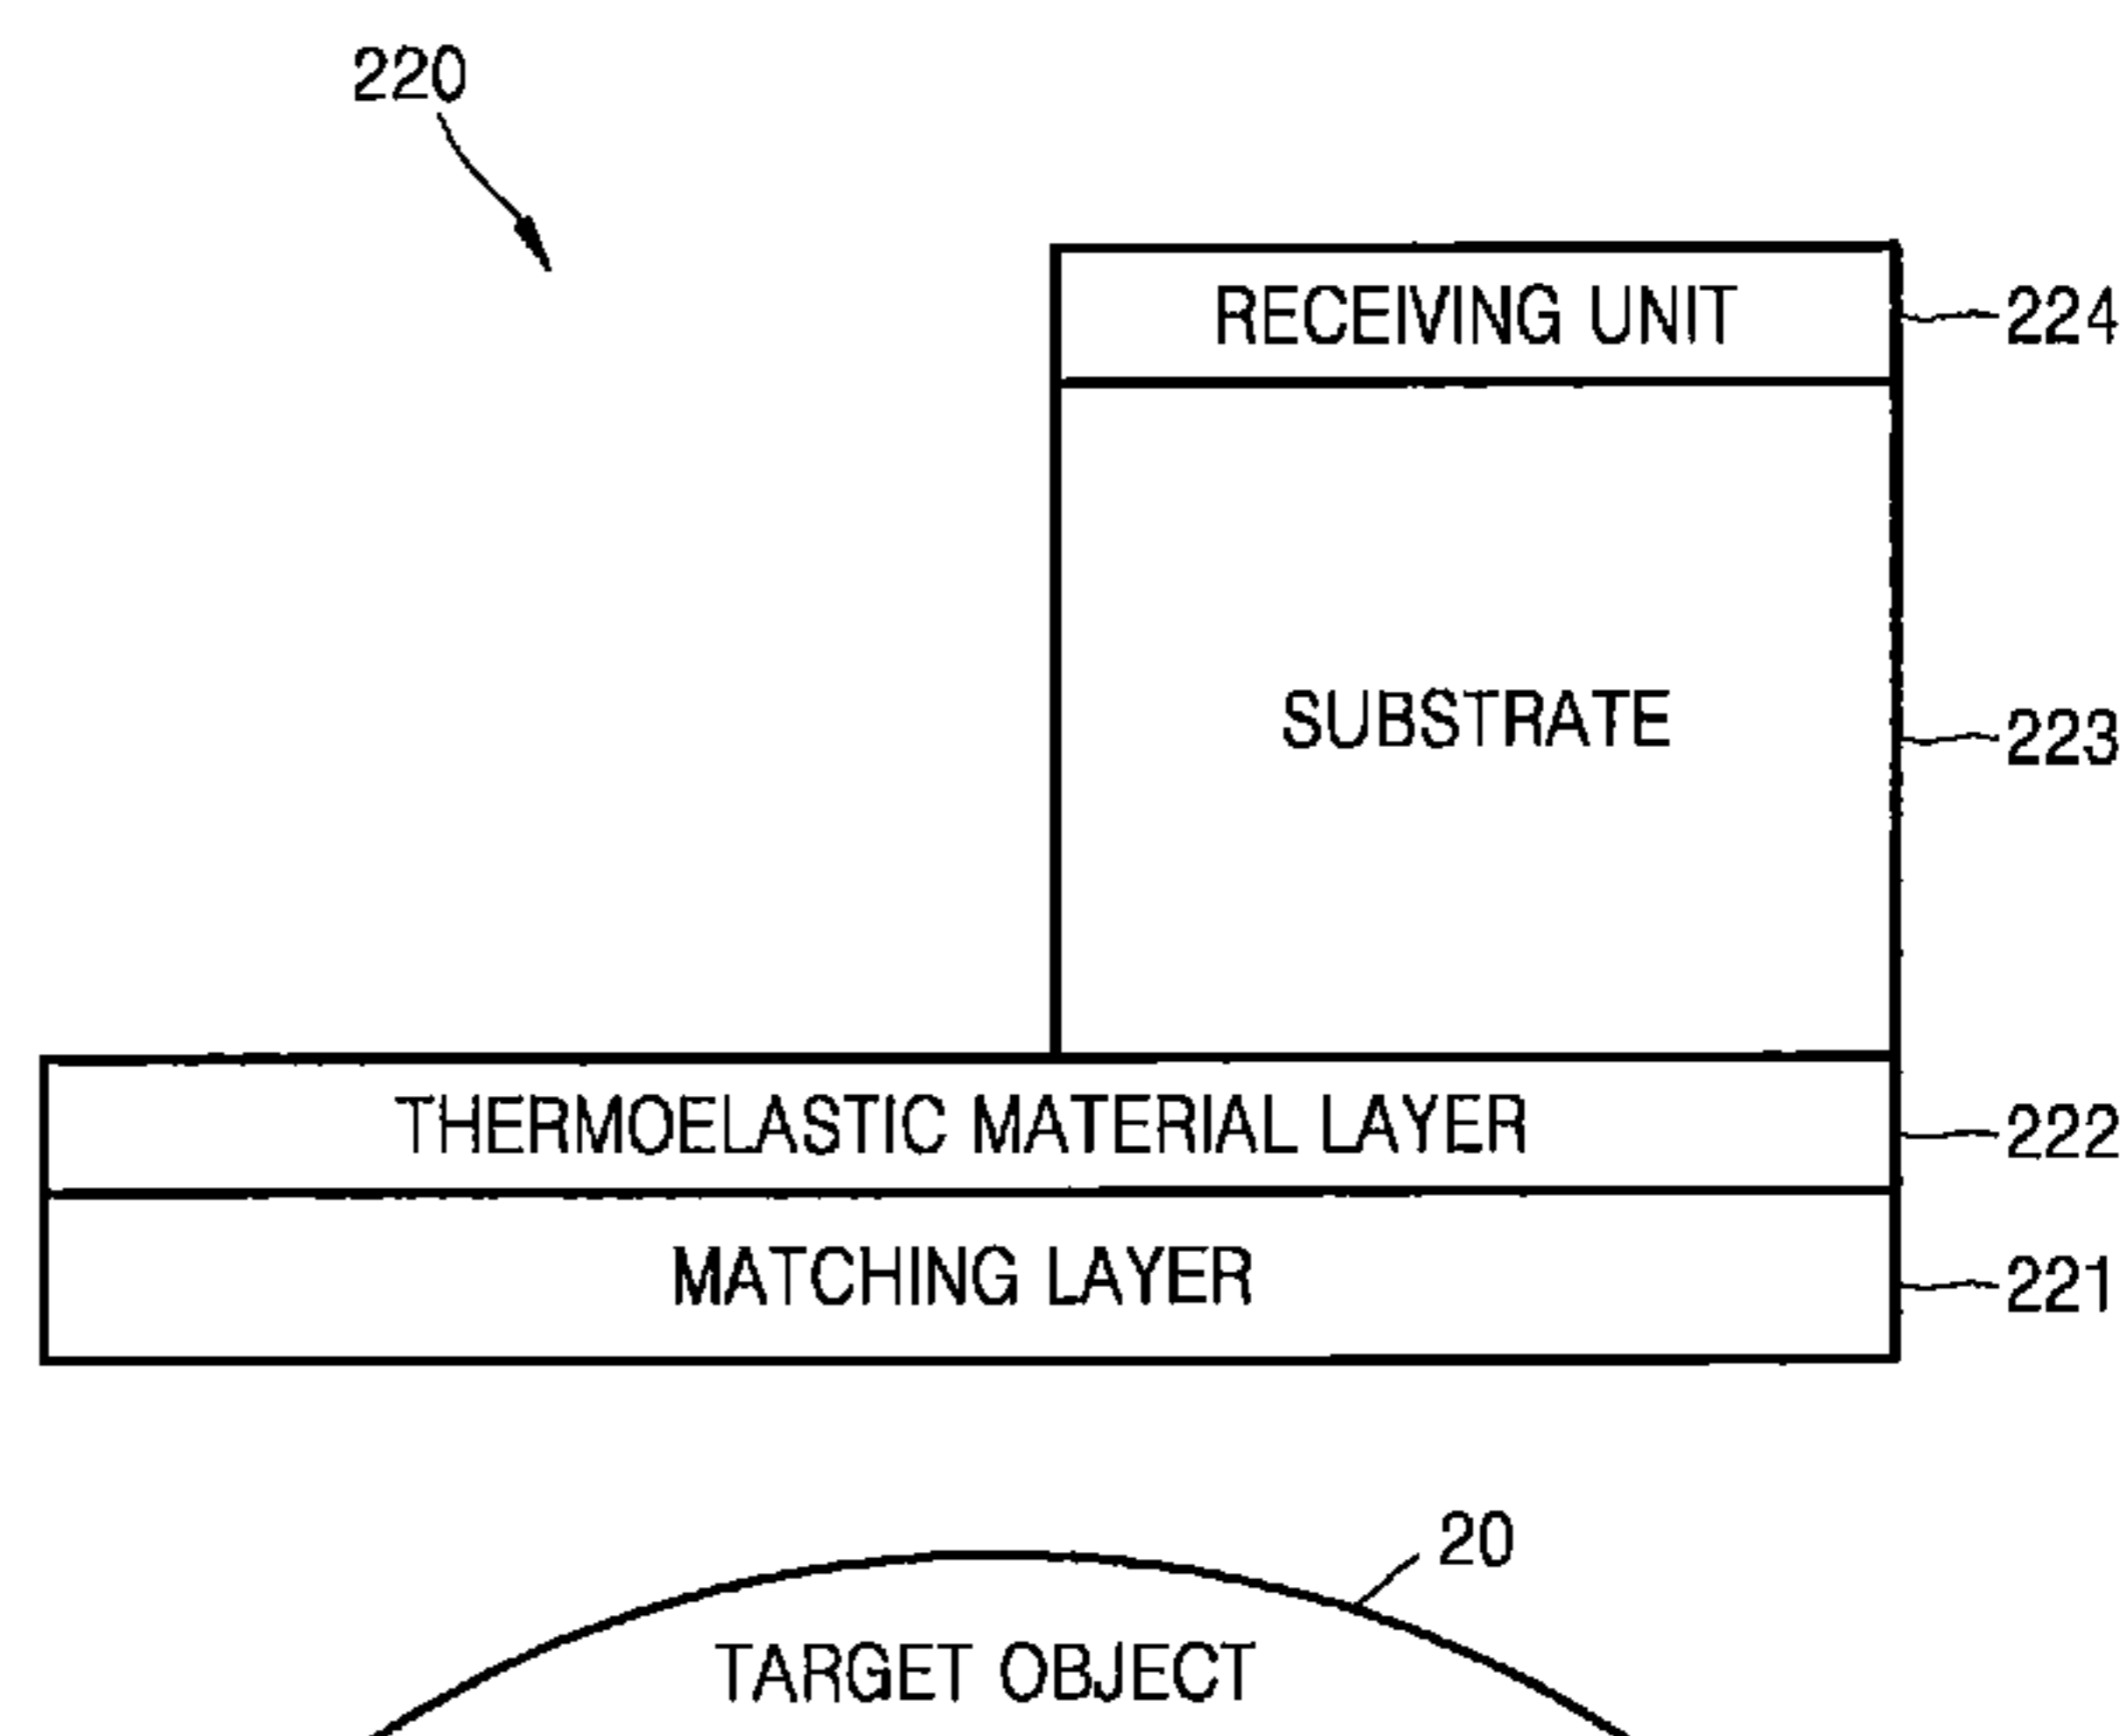 220
RECEIVING UNIT
224
SUBSTRATE
223
THERMOELASTIC MATERIAL LAYER
222
MATCHING LAYER
221
20
TARGET OBJECT